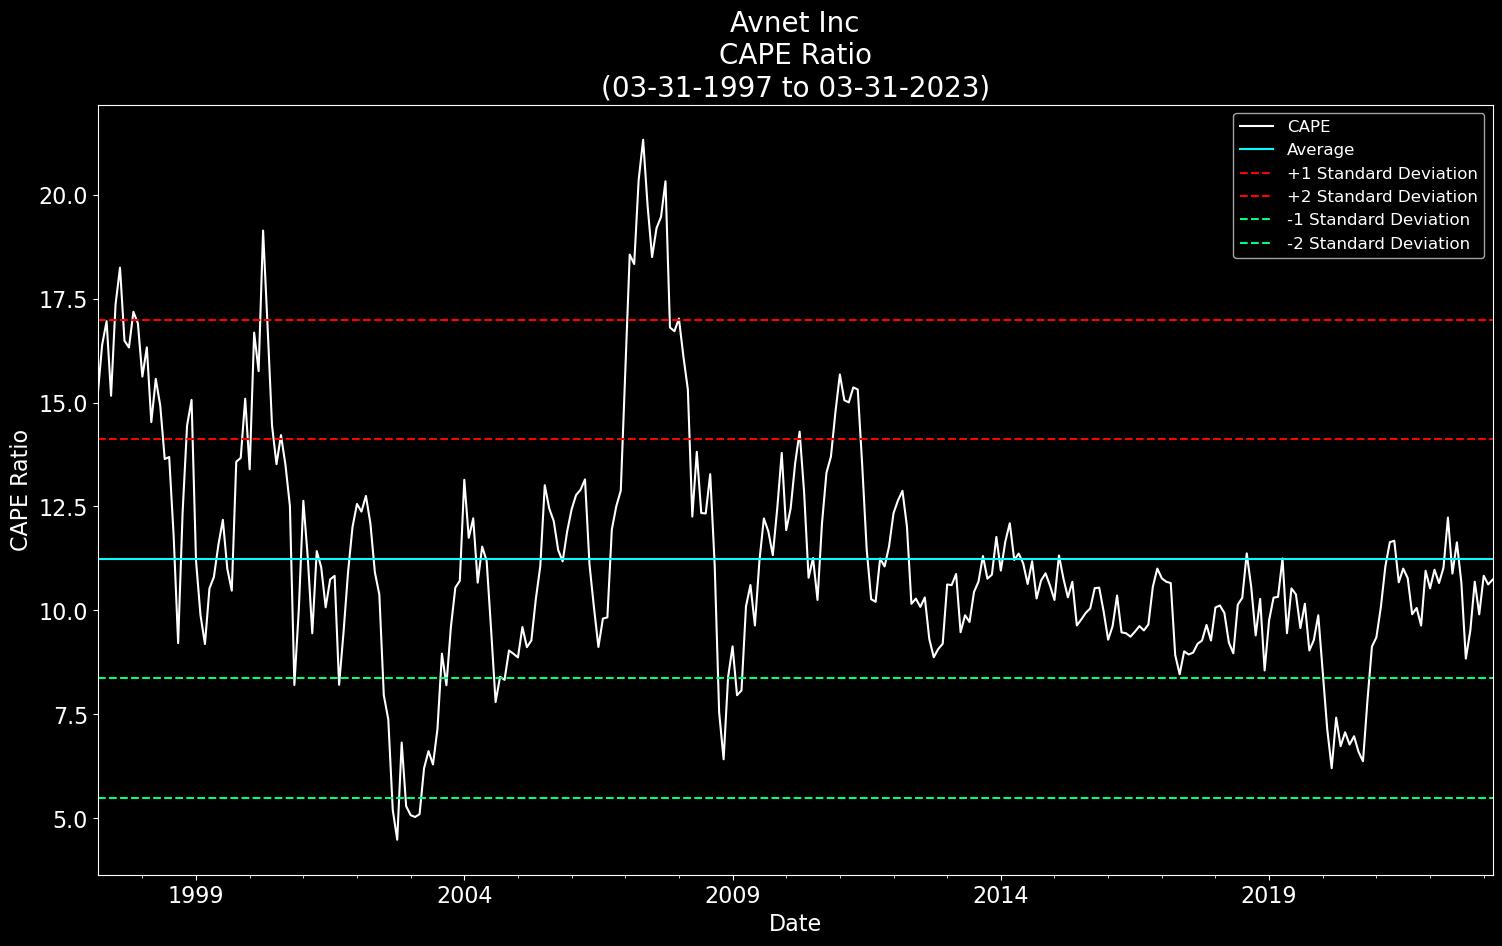 Avnet Inc
CAPE Ratio
(03-31-1997 to 03-31-2023)
CAPE
Average
+1 Standard Deviation
+2 Standard Deviation
-1 Standard Deviation
-2 Standard Deviation
CAPE Ratio
20.0
17.5
15.0
12.5
10.0
7.5
5.0
1999 2004 2009 2014 2019
Date